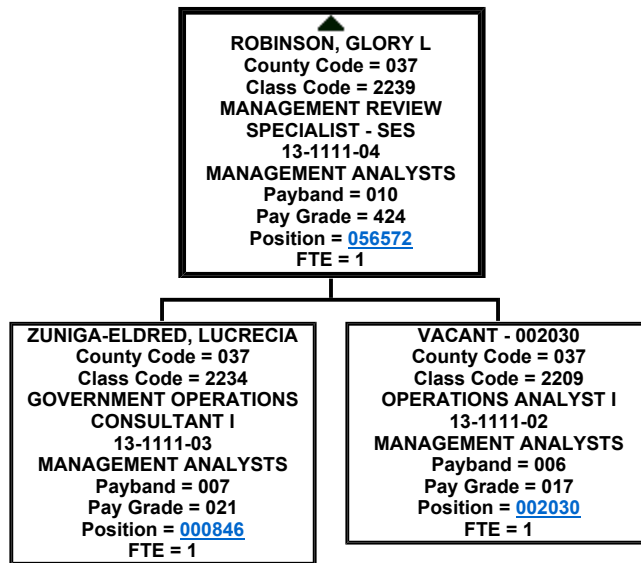 ROBINSON, GLORY L
County Code = 037
Class Code = 2239
MANAGEMENT REVIEW
SPECIALIST - SES
13-1111-04
MANAGEMENT ANALYSTS
Payband = 010
Pay Grade = 424
Position = 056572
FTE = 1
ZUNIGA-ELDRED, LUCRECIA
County Code = 037
Class Code = 2234
GOVERNMENT OPERATIONS
CONSULTANT I
13-1111-03
MANAGEMENT ANALYSTS
Payband = 007
Pay Grade = 021
Position = 000846
FTE = 1
VACANT - 002030
County Code = 037
Class Code = 2209
OPERATIONS ANALYST I
13-1111-02
MANAGEMENT ANALYSTS
Payband = 006
Pay Grade = 017
Position = 002030
FTE = 1